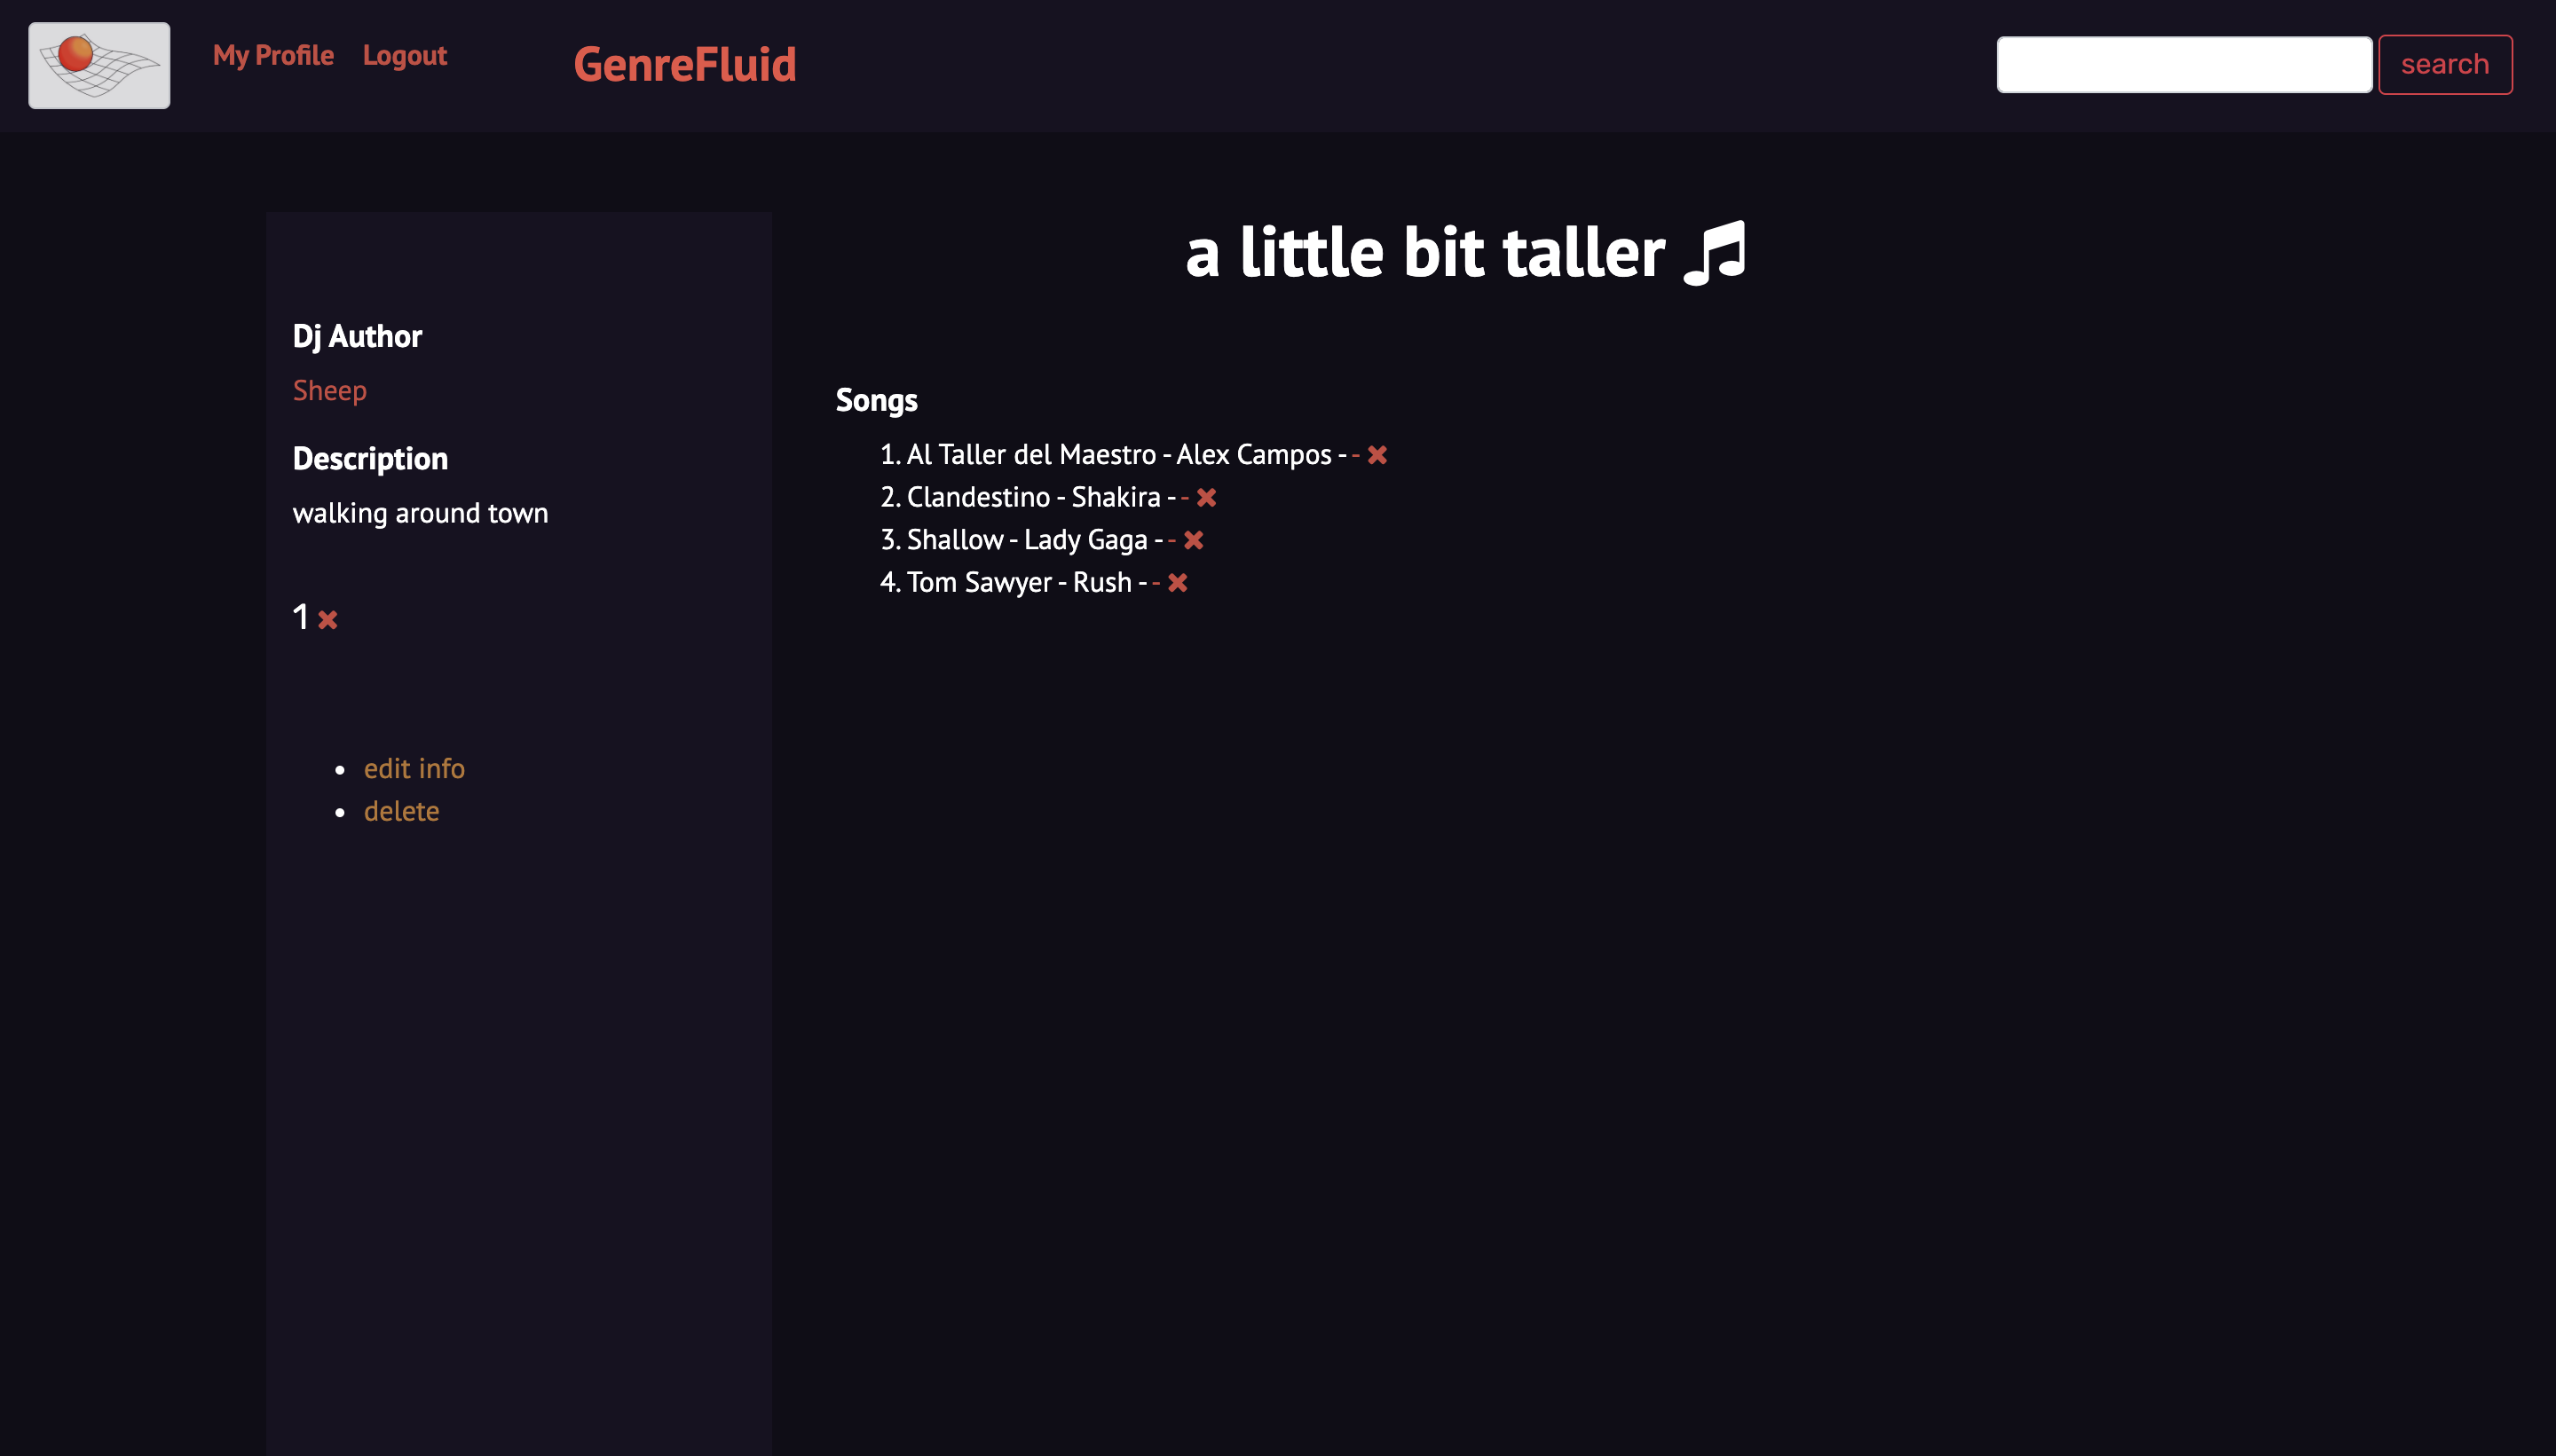 My Profile Logout GenreFluid search
a little bit taller
Dj Author
Sheep
Description
walking around town
1
edit info
delete
Songs
1. Al Taller del Maestro - Alex Campos - -
2. Clandestino - Shakira - -
3. Shallow - Lady Gaga - -
4. Tom Sawyer - Rush - -